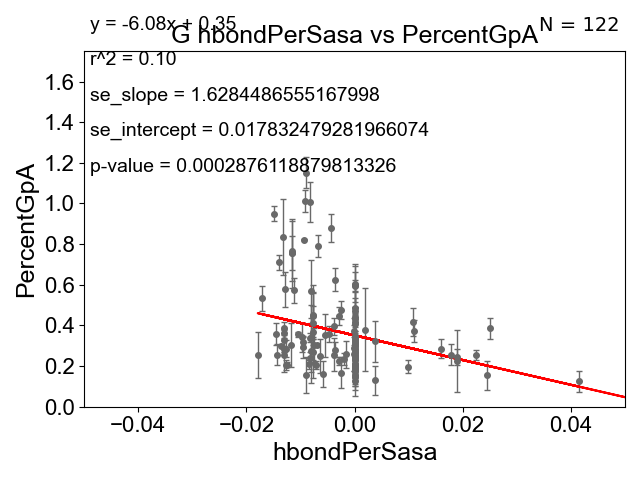 y = -6.08x + 0.35
N = 122
G hbondPerSasa vs PercentGpA
r^2 = 0.10
se_slope = 1.6284486555167998
se_intercept = 0.017832479281966074
p-value = 0.0002876118879813326
PercentGpA
1.6
1.4
1.2
1.0
0.8
0.6
0.4
0.2
0.0
−0.04 −0.02 0.00 0.02 0.04
hbondPerSasa